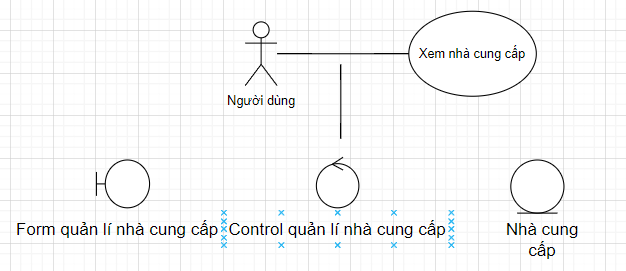 Xem nhà cung cấp
Người dùng
Form quản lí nhà cung cấp
Control quản lí nhà cung cấp
Nhà cung
cấp